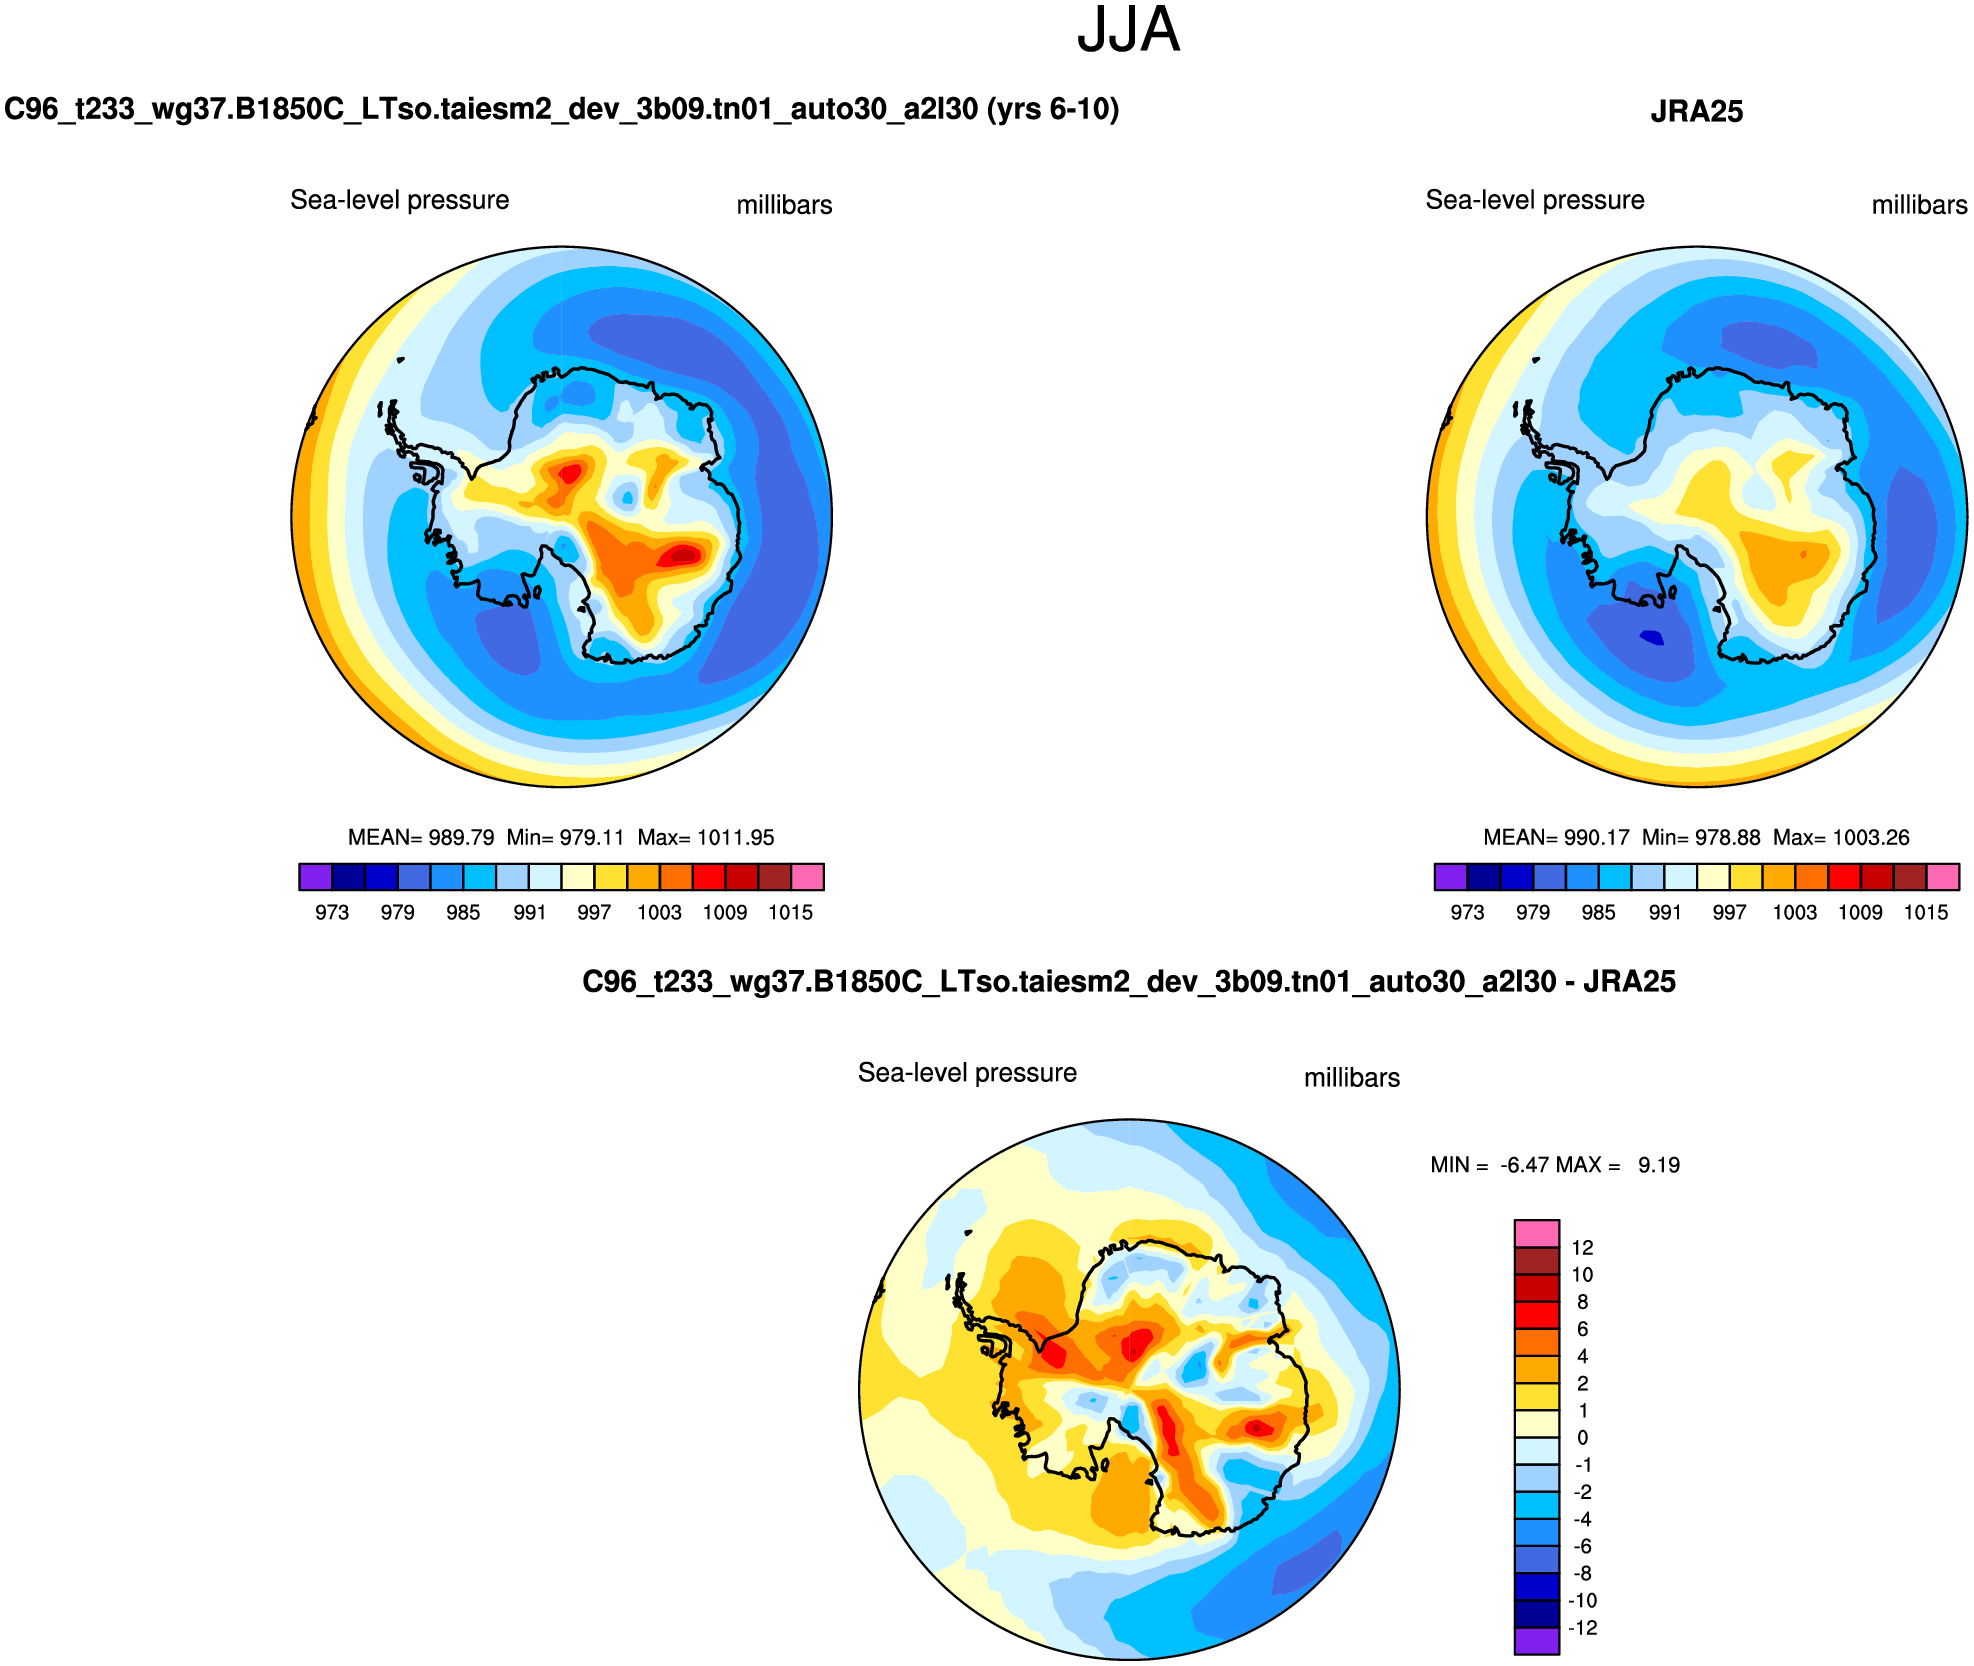 JJA
C96_t233_wg37.B1850C_LTso.taiesm2_dev_3b09.tn01_auto30_a2l30 (yrs 6-10)
JRA25
Sea-level pressure millibars
Sea-level pressure millibars
MEAN= 989.79 Min= 979.11 Max= 1011.95
973 979 985 991 997 1003 1009 1015
MEAN= 990.17 Min= 978.88 Max= 1003.26
973 979 985 991 997 1003 1009 1015
C96_t233_wg37.B1850C_LTso.taiesm2_dev_3b09.tn01_auto30_a2l30 - JRA25
Sea-level pressure millibars
MIN = -6.47 MAX = 9.19
12
10
8
6
4
2
1
0
-1
-2
-4
-6
-8
-10
-12